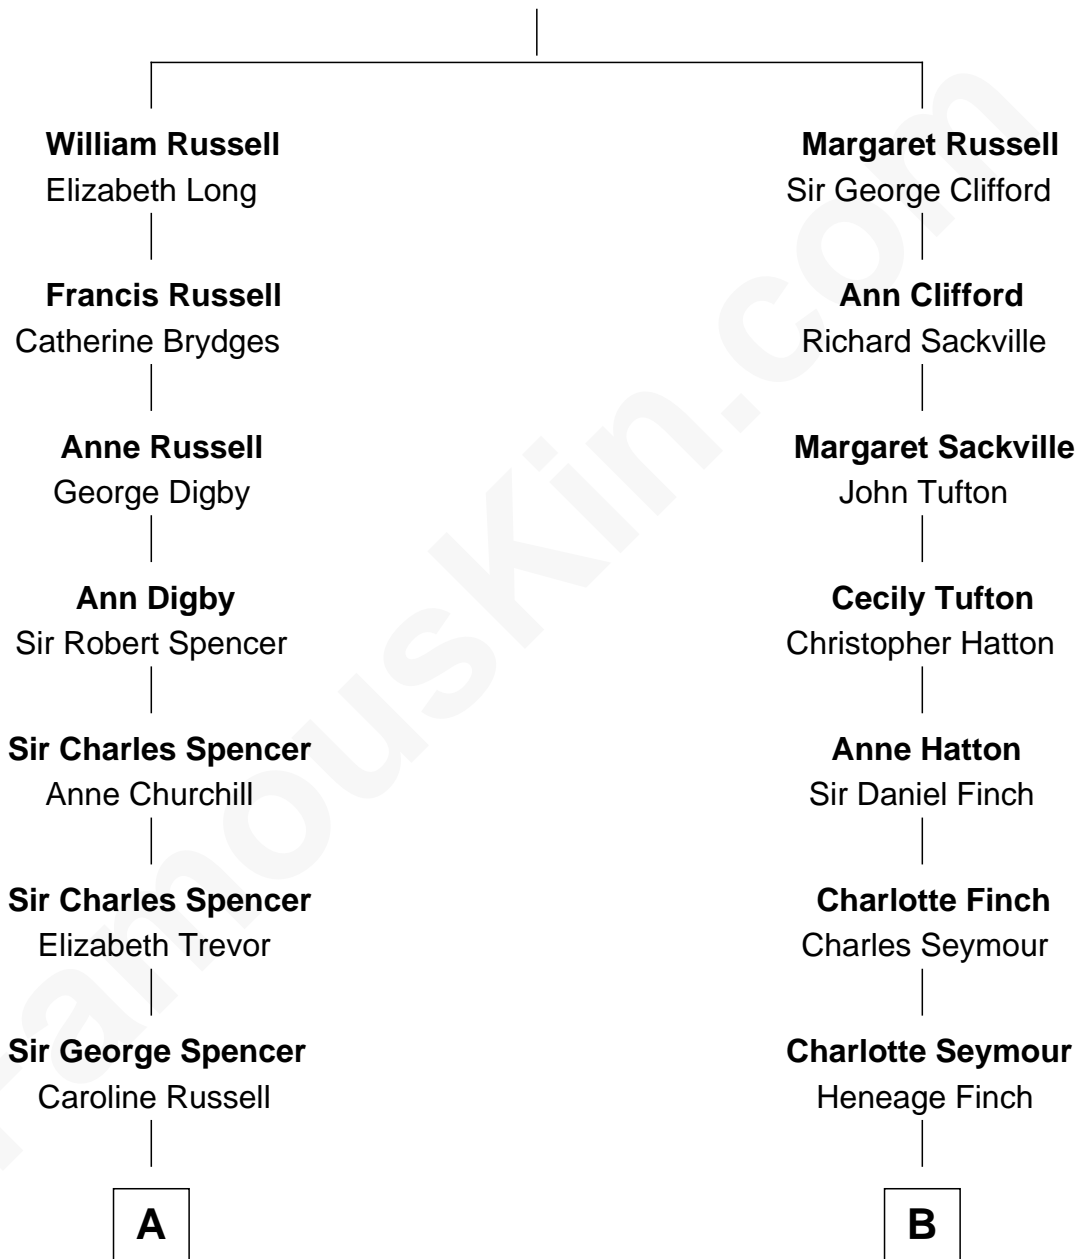 William Russell
Elizabeth Long
Francis Russell
Catherine Brydges
Anne Russell
George Digby
Ann Digby
Sir Robert Spencer
Sir Charles Spencer
Anne Churchill
Sir Charles Spencer
Elizabeth Trevor
Sir George Spencer
Caroline Russell
A
Margaret Russell
Sir George Clifford
Ann Clifford
Richard Sackville
Margaret Sackville
John Tufton
Cecily Tufton
Christopher Hatton
Anne Hatton
Sir Daniel Finch
Charlotte Finch
Charles Seymour
Charlotte Seymour
Heneage Finch
B
FamousKin.com